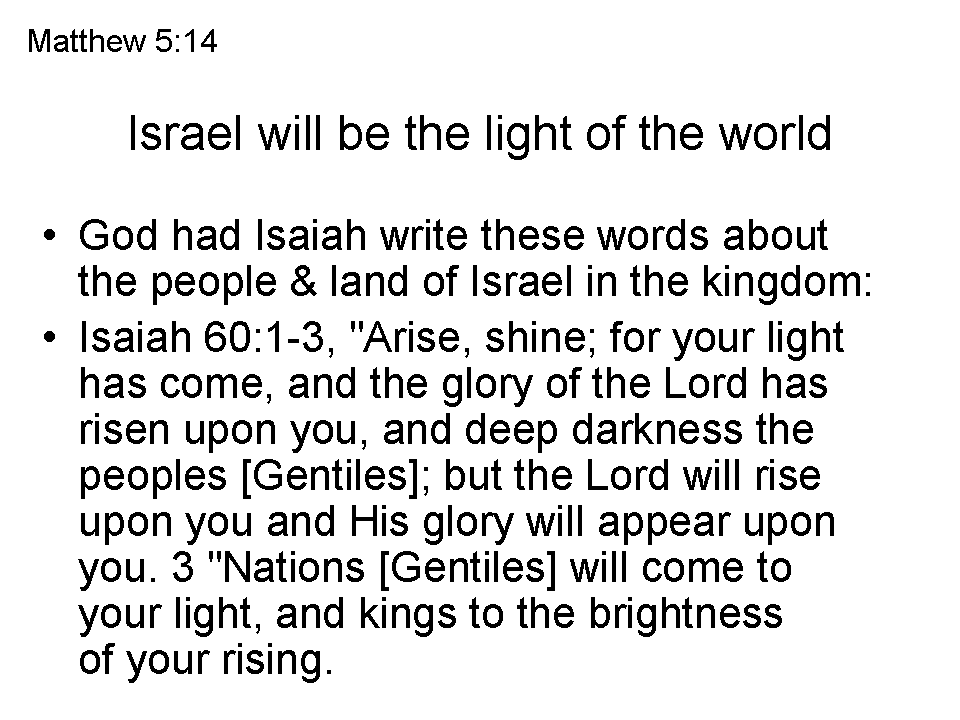 Matthew 5:14
Israel will be the light of the world
• God had Isaiah write these words about
the people & land of Israel in the kingdom:
• Isaiah 60:1-3, "Arise, shine; for your light
has come, and the glory of the Lord has
risen upon you, and deep darkness the
peoples [Gentiles]; but the Lord will rise
upon you and His glory will appear upon
you. 3 "Nations [Gentiles] will come to
your light, and kings to the brightness
of your rising.